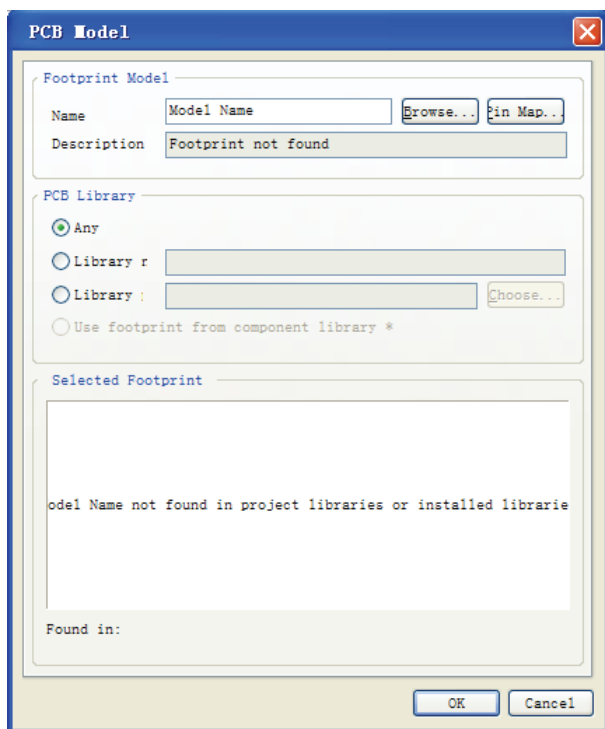 PCB Model
Footprint Model
Name Model Name Browse... Pin Map...
Description Footprint not found
PCB Library
Any
Library r
Library
Choose...
Use footprint from component library *
Selected Footprint
odel Name not found in project libraries or installed librarie
Found in:
OK Cancel